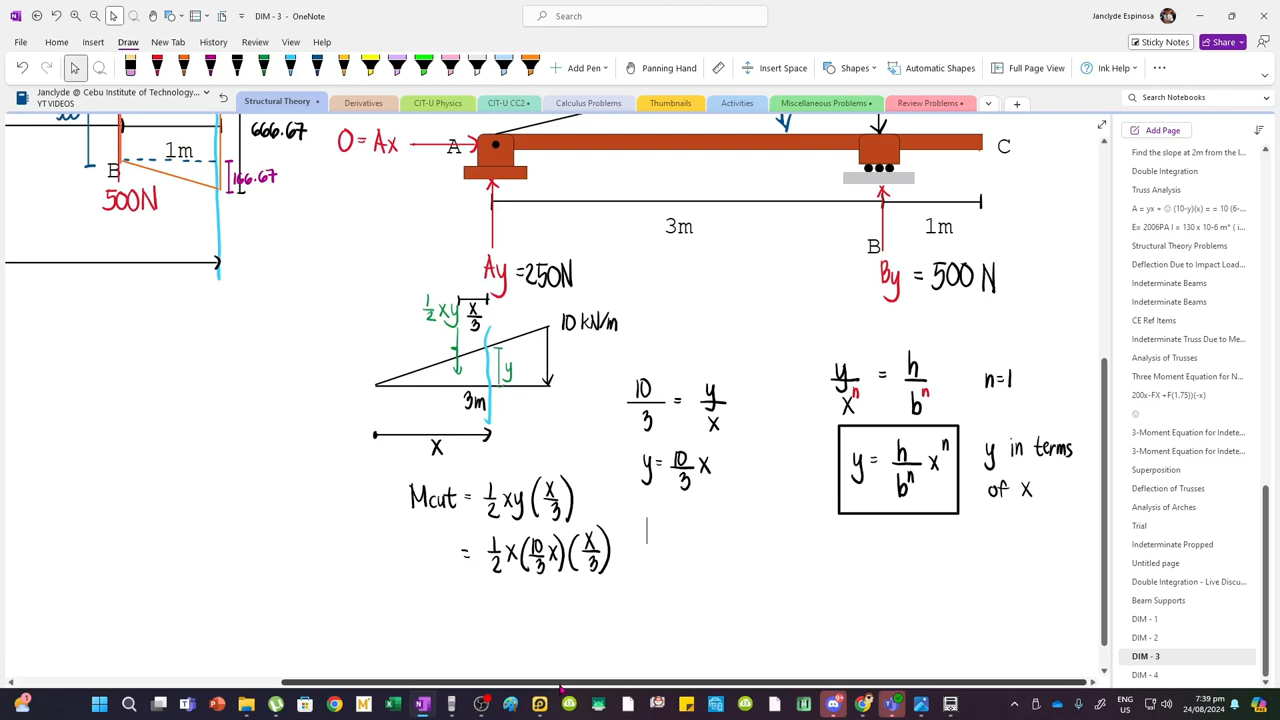 DIM - 3 - OneNote
Search
Janclyde Espinosa
File Home Insert Draw New Tab History Review View Help
Sticky Notes
Share
Add Pen
Panning Hand
Insert Space
Shapes
Automatic Shapes
Full Page View
Ink Help
Janclyde @ Cebu Institute of Technology...
YT VIDEOS
Structural Theory
Derivatives
CIT-U Physics
CIT-U CC2
Calculus Problems
Thumbnails
Activities
Miscellaneous Problems
Review Problems
Search Notebooks
Add Page
Find the slope at 2m from the l...
Double Integration
Truss Analysis
A = yx + ☹ (10-y)(x) = = 10 (6-...
E= 2006PA I = 130 x 10-6 m* ( i...
Structural Theory Problems
Deflection Due to Impact Load...
Indeterminate Beams
Indeterminate Beams
CE Ref Items
Indeterminate Truss Due to Me...
Analysis of Trusses
Three Moment Equation for Ne...
200x-FX +F(1.75))(-x)
☹
3-Moment Equation for Indete...
3-Moment Equation for Indete...
Superposition
Deflection of Trusses
Analysis of Arches
Trial
Indeterminate Propped
Untitled page
Double Integration - Live Discu...
Beam Supports
DIM - 1
DIM - 2
DIM - 3
DIM - 4
666.67
1m
166.67
B
500N
0 = Ax
A
C
3m
1m
B
Ay = 250N
By = 500 N
1/2 xy
x/3
10 kN/m
y
3m
x
10/3 = y/x
y = 10/3 x
y/x^n = h/b^n
n=1
y = h/b^n x^n
y in terms
of x
Mcut = 1/2 xy (x/3)
= 1/2 x (10/3 x) (x/3)
ENG
US
7:39 pm
24/08/2024